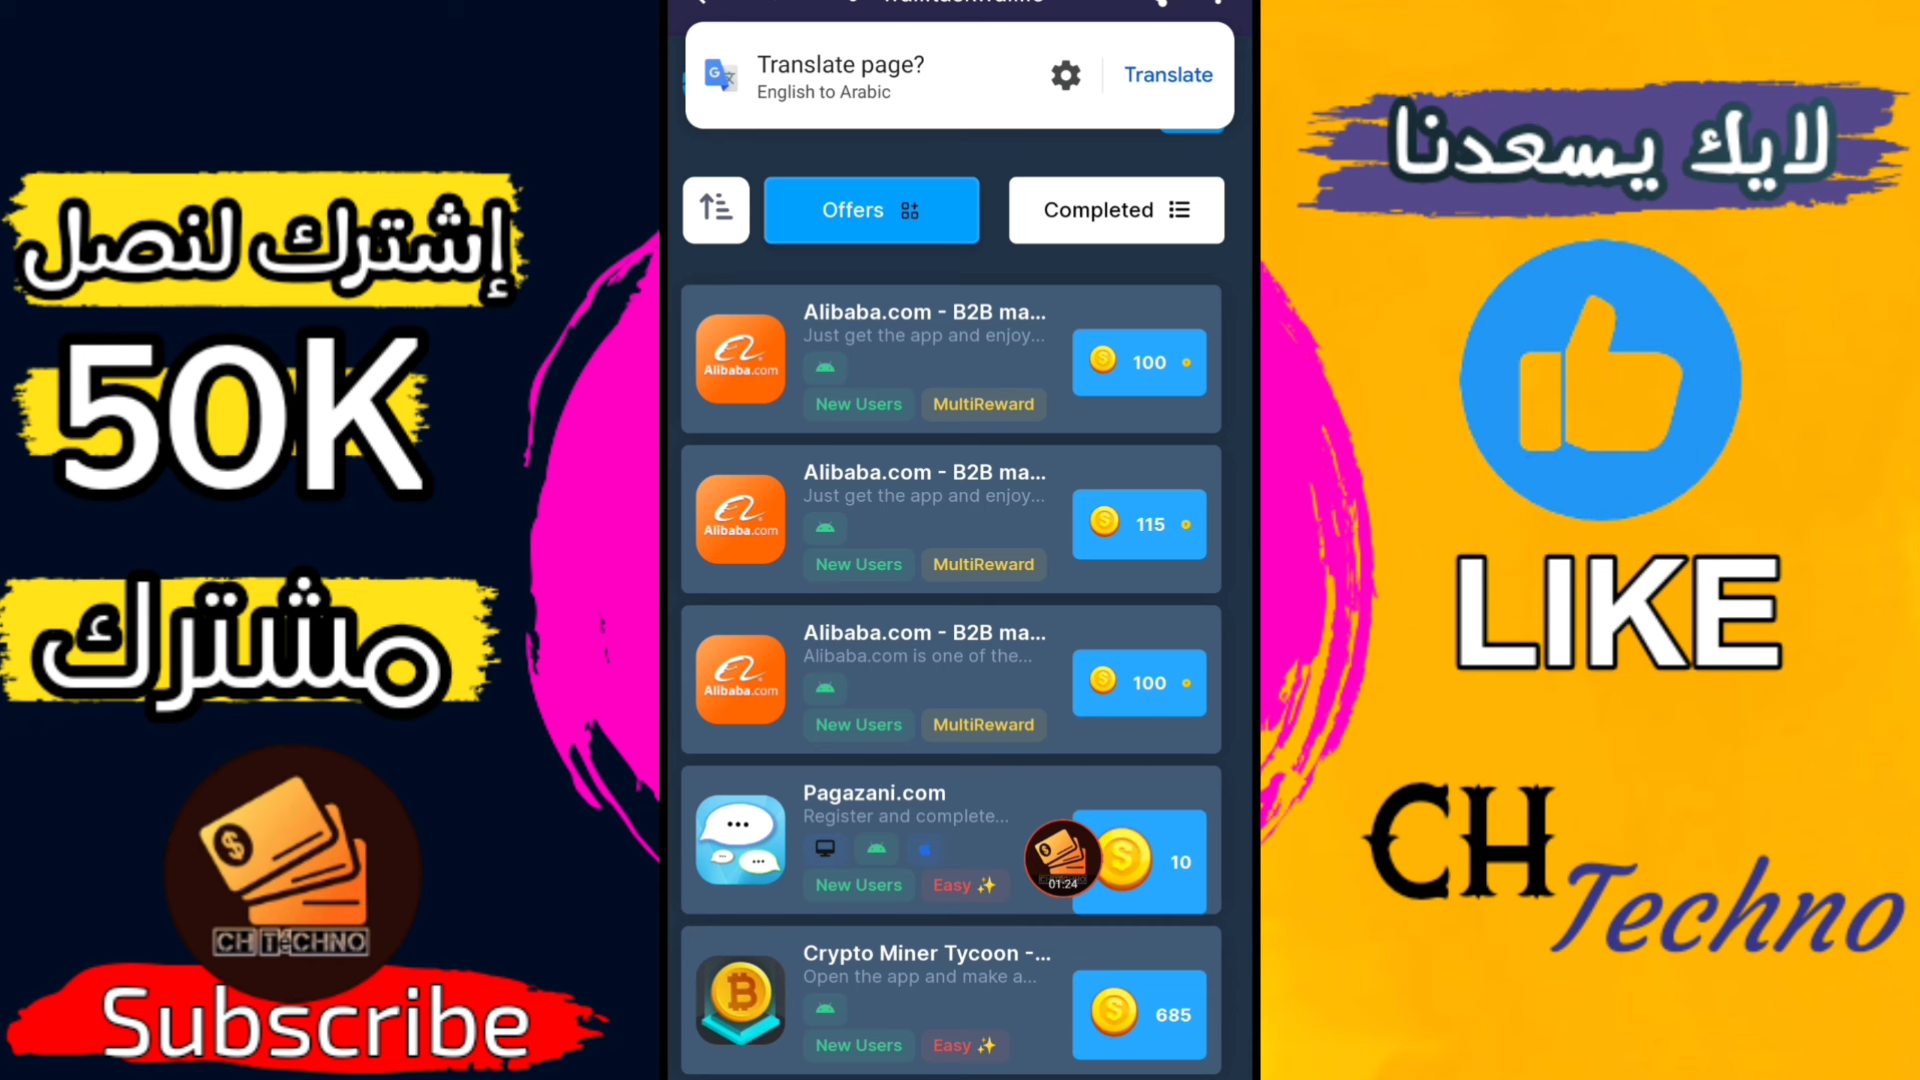 إشترك لنصل
50K
مشترك
CH TECHNO
Subscribe
Translate page?
English to Arabic
Translate
Offers
Completed
Alibaba.com - B2B ma...
Just get the app and enjoy...
Alibaba.com
100
New Users
MultiReward
Alibaba.com - B2B ma...
Just get the app and enjoy...
Alibaba.com
115
New Users
MultiReward
Alibaba.com - B2B ma...
Alibaba.com is one of the...
Alibaba.com
100
New Users
MultiReward
Pagazani.com
Register and complete...
10
01:24
New Users
Easy ✨
Crypto Miner Tycoon -...
Open the app and make a...
685
New Users
Easy ✨
لايك يسعدنا
LIKE
CH
Techno